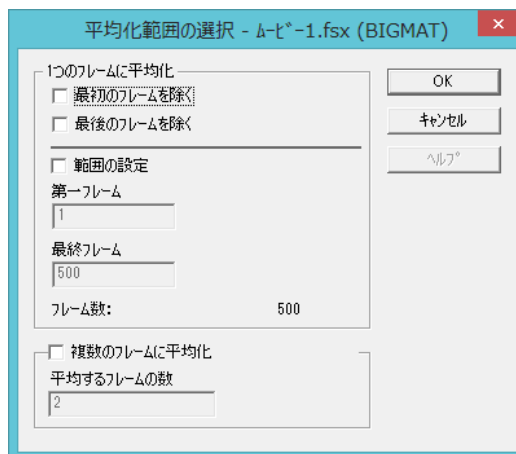 平均化範囲の選択 - ﾑｰﾋﾞｰ1.fsx (BIGMAT)
×
1つのフレームに平均化
最初のフレームを除く
最後のフレームを除く
範囲の設定
第一フレーム
1
最終フレーム
500
フレーム数: 500
複数のフレームに平均化
平均するフレームの数
2
OK
ｷｬﾝｾﾙ
ﾍﾙﾌﾟ